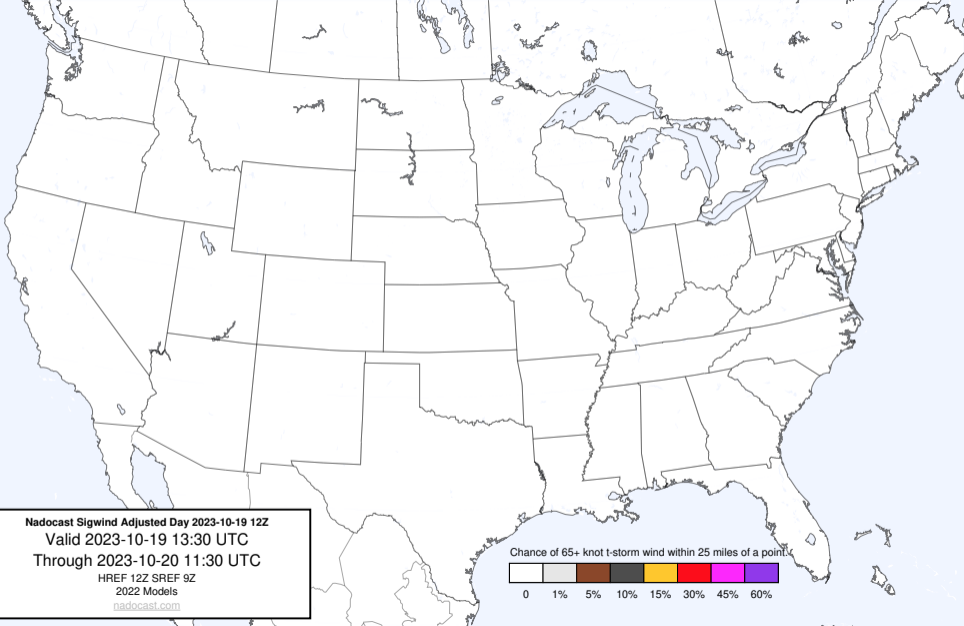 Nadocast Sigwind Adjusted Day 2023-10-19 12Z
Valid 2023-10-19 13:30 UTC
Through 2023-10-20 11:30 UTC
HREF 12Z SREF 9Z
2022 Models
nadocast.com
Chance of 65+ knot t-storm wind within 25 miles of a point.
0 1% 5% 10% 15% 30% 45% 60%